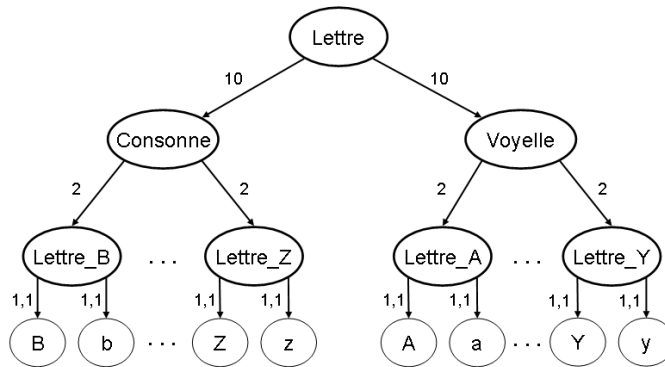 Lettre
10 10
Consonne Voyelle
2 2 2 2
Lettre_B ... Lettre_Z Lettre_A ... Lettre_Y
1,1 1,1 1,1 1,1 1,1 1,1 1,1 1,1
B b ... Z z A a ... Y y